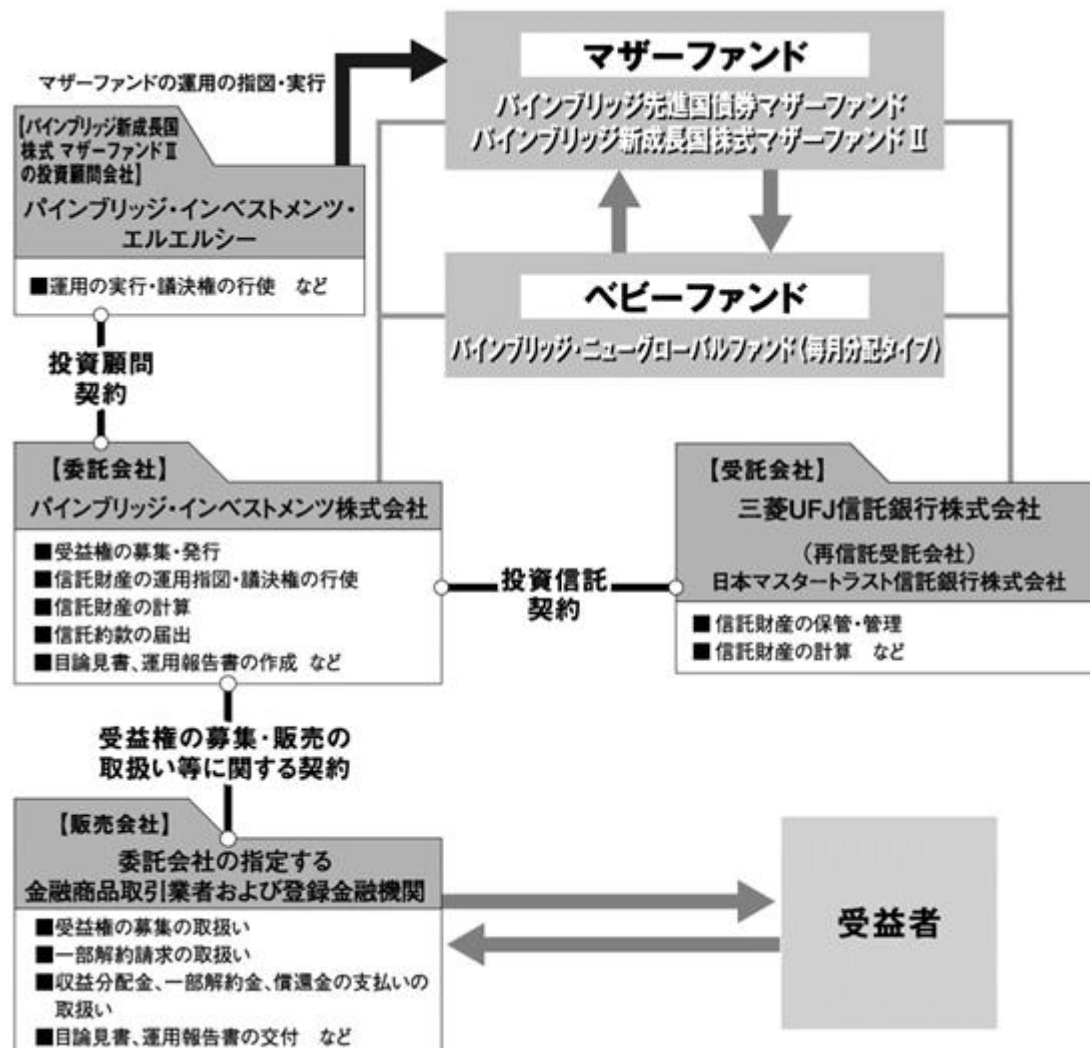 マザーファンド
パインブリッジ先進国債券マザーファンド
パインブリッジ新成長国株式マザーファンドⅡ
マザーファンドの運用の指図・実行
【パインブリッジ新成長国
株式 マザーファンドⅡ
の投資顧問会社】
パインブリッジ・インベストメンツ・
エルエルシー
■運用の実行・議決権の行使 など
ベビーファンド
パインブリッジ・ニューグローバルファンド(毎月分配タイプ)
投資顧問
契約
【委託会社】
パインブリッジ・インベストメンツ株式会社
■受益権の募集・発行
■信託財産の運用指図・議決権の行使
■信託財産の計算
■信託約款の届出
■目論見書、運用報告書の作成 など
投資信託
契約
【受託会社】
三菱UFJ信託銀行株式会社
(再信託受託会社)
日本マスタートラスト信託銀行株式会社
■信託財産の保管・管理
■信託財産の計算 など
受益権の募集・販売の
取扱い等に関する契約
【販売会社】
委託会社の指定する
金融商品取引業者および登録金融機関
■受益権の募集の取扱い
■一部解約請求の取扱い
■収益分配金、一部解約金、償還金の支払いの
取扱い
■目論見書、運用報告書の交付 など
受益者